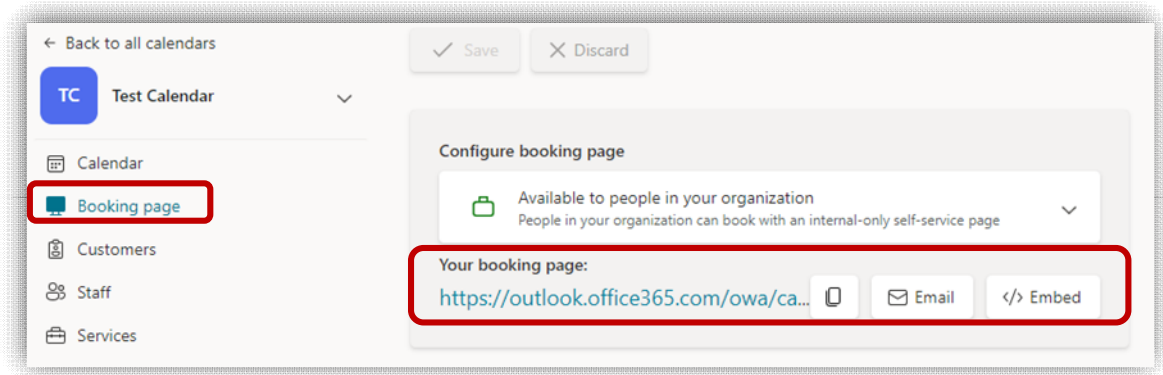 ← Back to all calendars
TC Test Calendar
Calendar
Booking page
Customers
Staff
Services
Save Discard
Configure booking page
Available to people in your organization
People in your organization can book with an internal-only self-service page
Your booking page:
https://outlook.office365.com/owa/ca... Email </> Embed